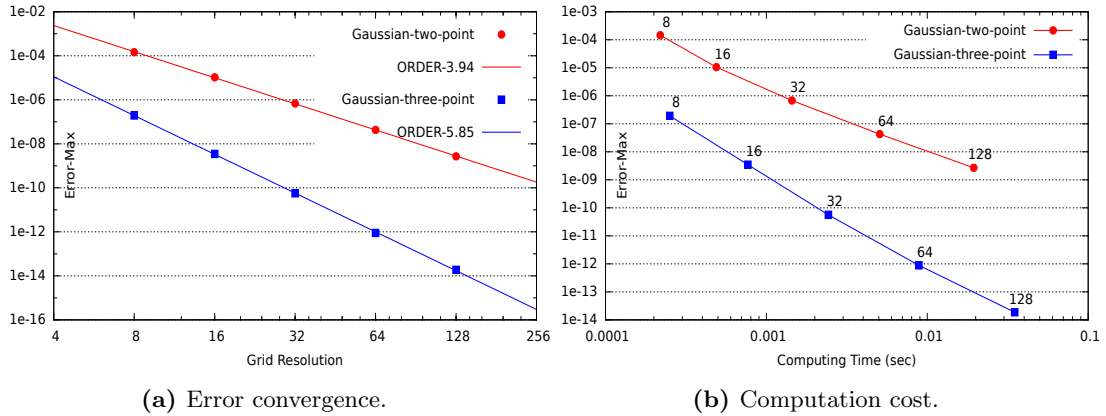 1e-02
1e-04
1e-06
1e-08
1e-10
1e-12
1e-14
1e-16
Error-Max
Gaussian-two-point
ORDER-3.94
Gaussian-three-point
ORDER-5.85
4 8 16 32 64 128 256
Grid Resolution
(a) Error convergence.
1e-03
1e-04
1e-05
1e-06
1e-07
1e-08
1e-09
1e-10
1e-11
1e-12
1e-13
1e-14
Error-Max
Gaussian-two-point
Gaussian-three-point
8
16
32
64
128
8
16
32
64
128
0.0001 0.001 0.01 0.1
Computing Time (sec)
(b) Computation cost.